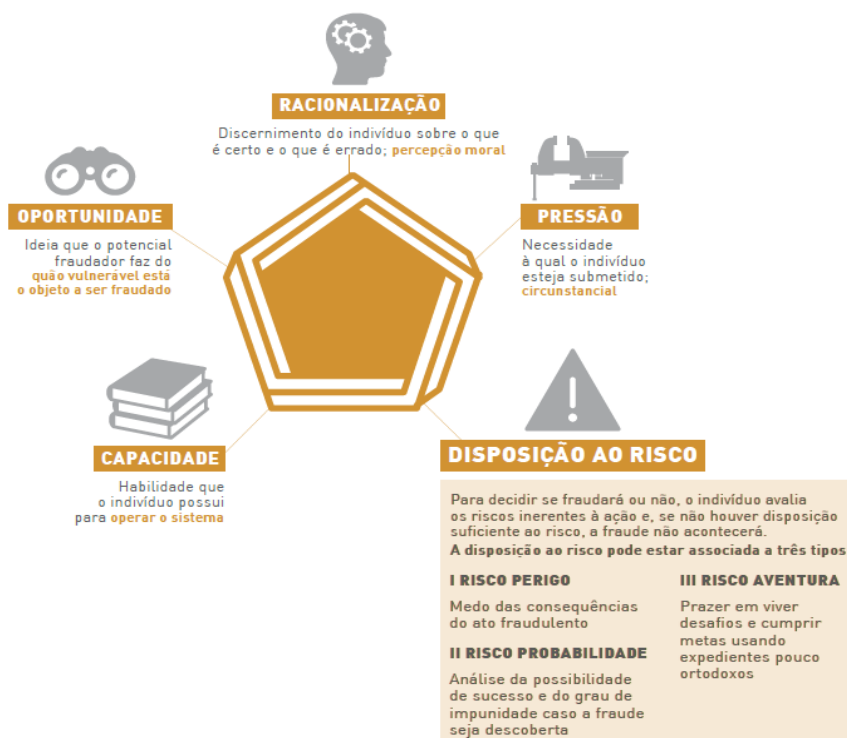 RACIONALIZAÇÃO
Discernimento do indivíduo sobre o que
é certo e o que é errado; percepção moral
OPORTUNIDADE
Ideia que o potencial
fraudador faz do
quão vulnerável está
o objeto a ser fraudado
PRESSÃO
Necessidade
à qual o indivíduo
esteja submetido;
circunstancial
CAPACIDADE
Habilidade que
o indivíduo possui
para operar o sistema
DISPOSIÇÃO AO RISCO
Para decidir se fraudará ou não, o indivíduo avalia
os riscos inerentes à ação e, se não houver disposição
suficiente ao risco, a fraude não acontecerá.
A disposição ao risco pode estar associada a três tipos
I RISCO PERIGO
Medo das consequências
do ato fraudulento
II RISCO PROBABILIDADE
Análise da possibilidade
de sucesso e do grau de
impunidade caso a fraude
seja descoberta
III RISCO AVENTURA
Prazer em viver
desafios e cumprir
metas usando
expedientes pouco
ortodoxos